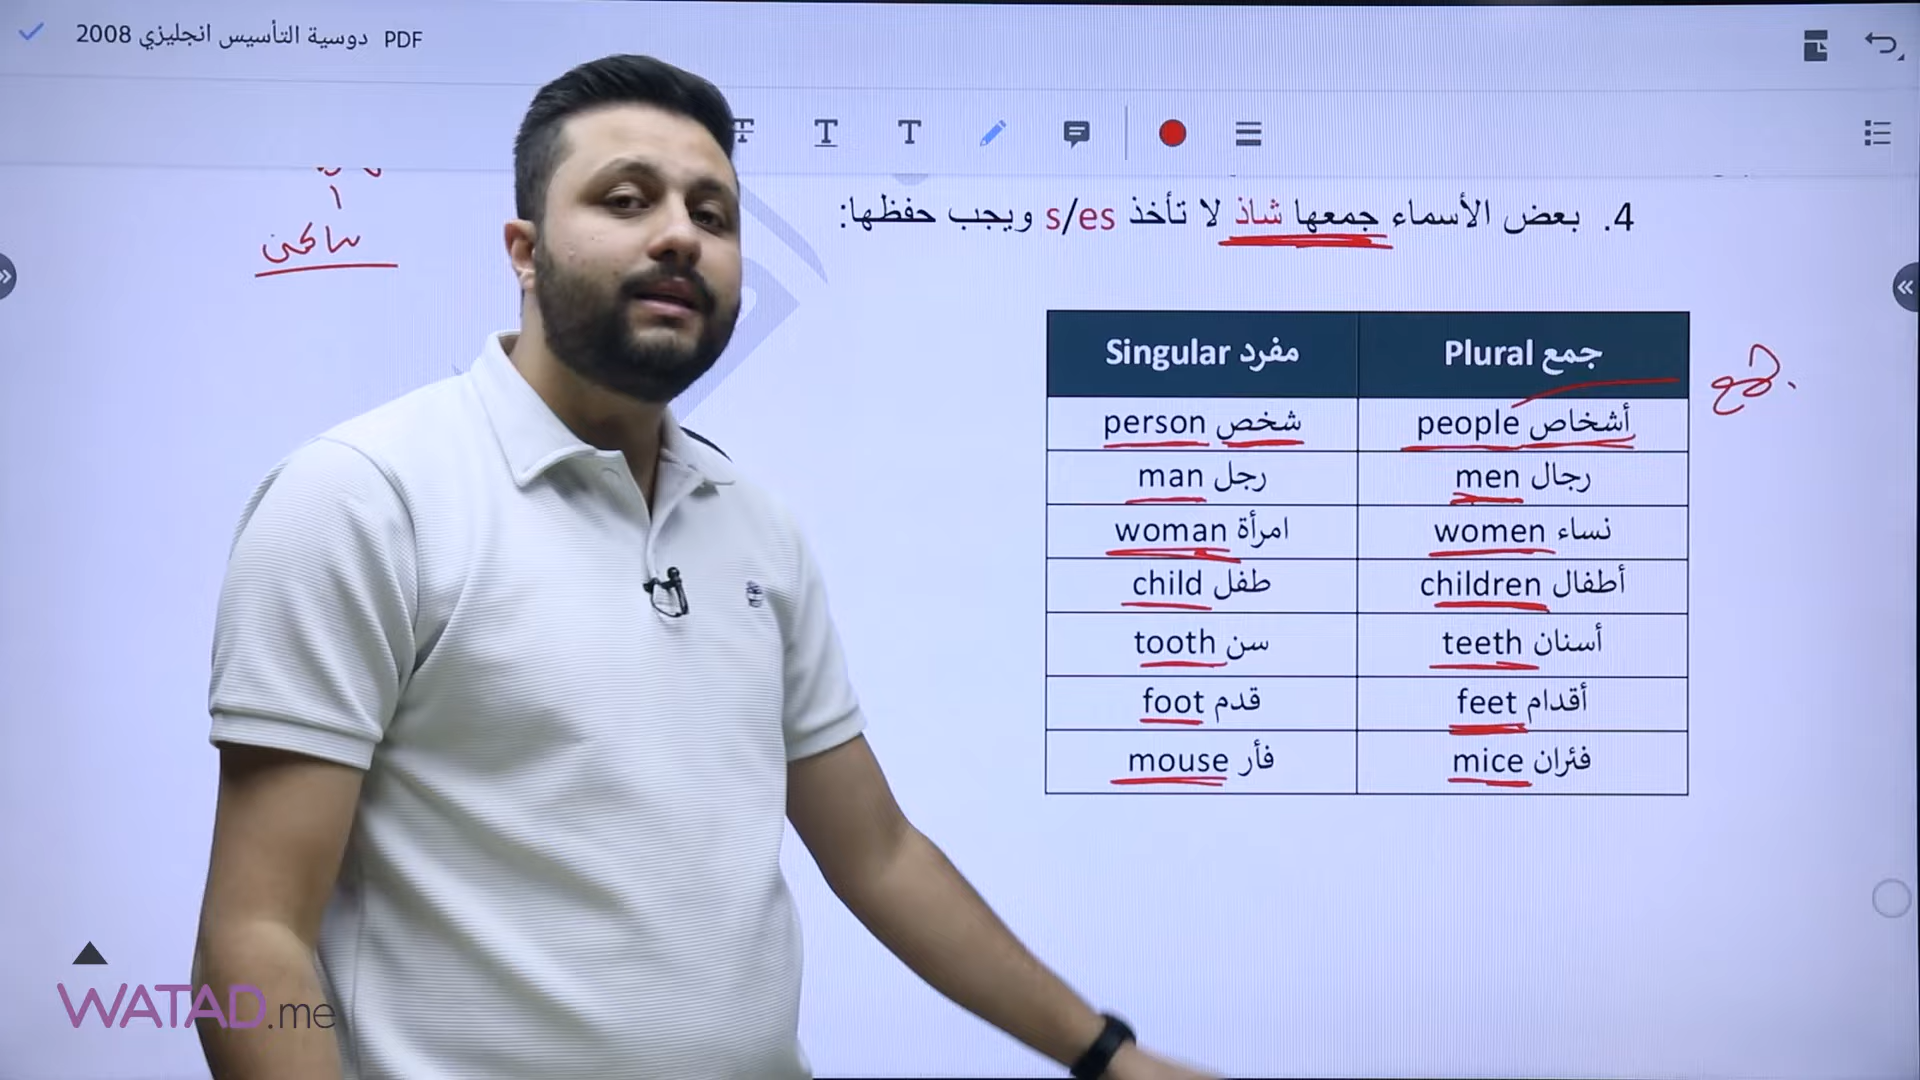 دوسية التأسيس انجليزي 2008 PDF
4. بعض الأسماء جمعها شاذ لا تأخذ s/es ويجب حفظها:
Singular مفرد Plural جمع
person شخص people أشخاص
man رجل men رجال
woman امرأة women نساء
child طفل children أطفال
tooth سن teeth أسنان
foot قدم feet أقدام
mouse فأر mice فئران
WATAD.me